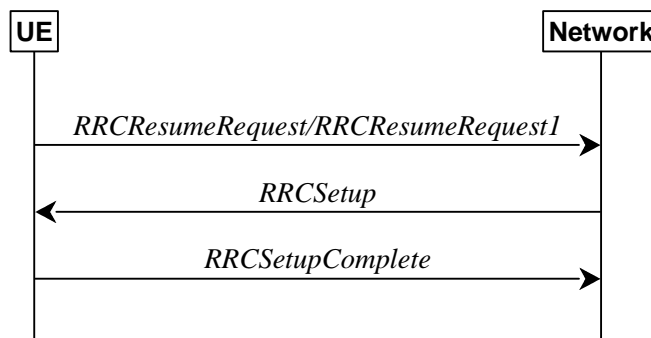 UE
Network
RRCResumeRequest/RRCResumeRequest1
RRCSetup
RRCSetupComplete